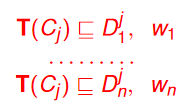 T(C_j) ⊑ D_1^j, w_1
.........
T(C_j) ⊑ D_n^j, w_n